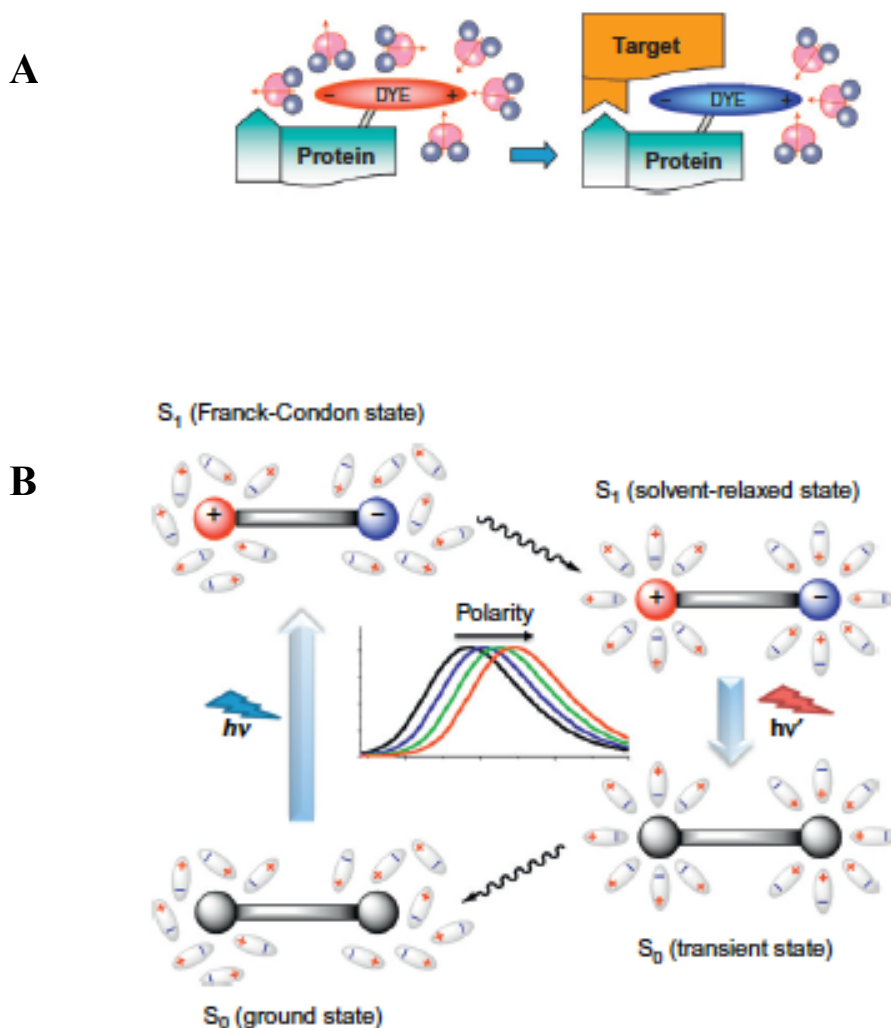 A
Target
− DYE +
− DYE +
Protein
Protein
S₁ (Franck-Condon state)
B
S₁ (solvent-relaxed state)
+ −
+ −
Polarity
hν
hν'
S₀ (transient state)
S₀ (ground state)